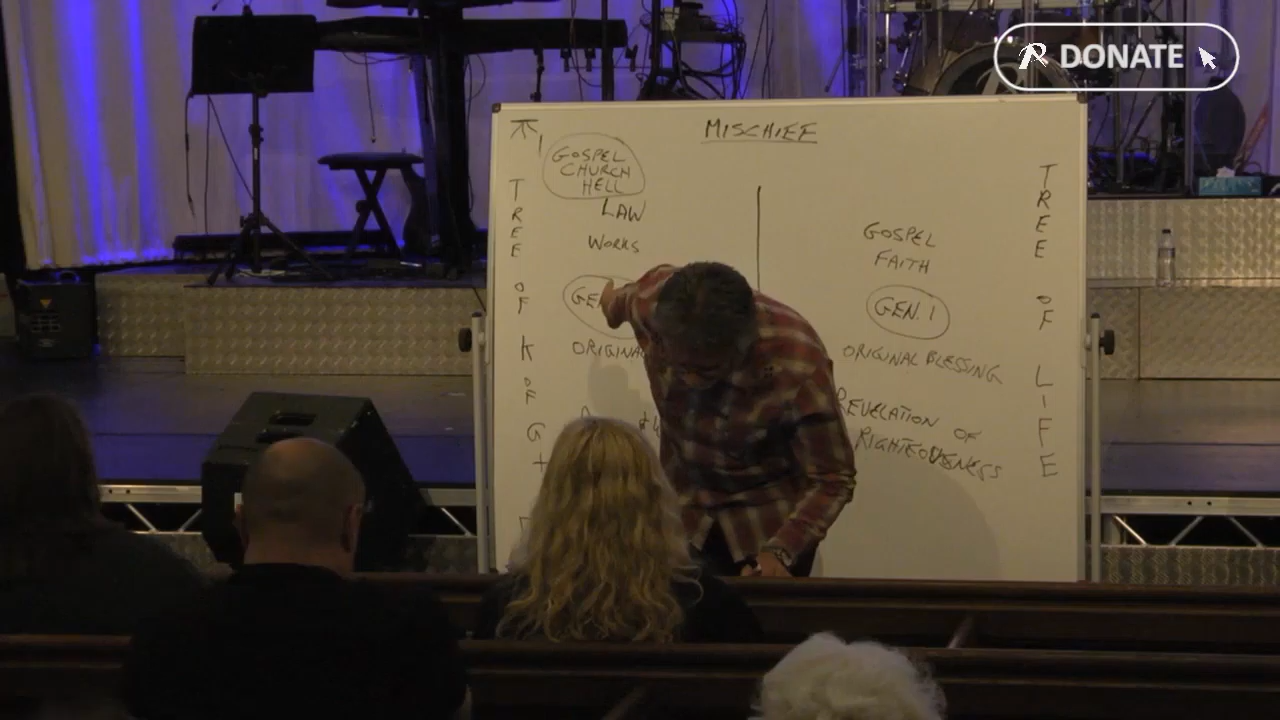 DONATE
MISCHIEF
GOSPEL
CHURCH
HELL
LAW
WORKS
ORIGINAL
TREE OF K OF G +
GOSPEL
FAITH
GEN. 1
ORIGINAL BLESSING
REVELATION OF
RIGHTEOUSNESS
TREE OF LIFE